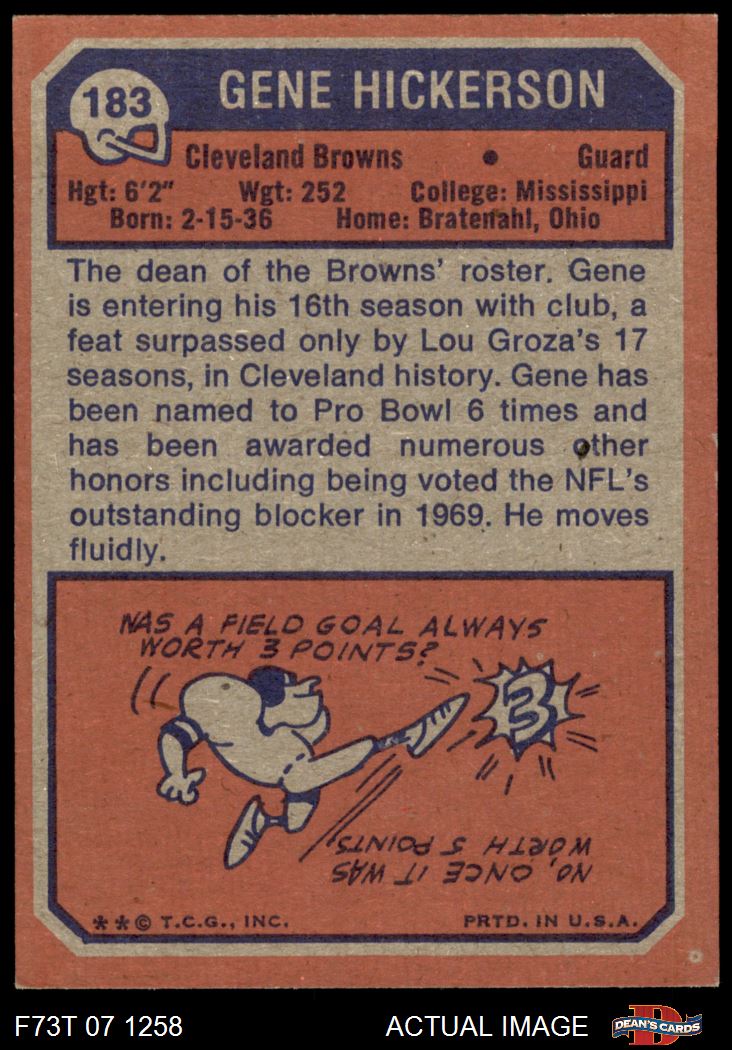 183
GENE HICKERSON
Cleveland Browns • Guard
Hgt: 6'2" Wgt: 252 College: Mississippi
Born: 2-15-36 Home: Bratenahl, Ohio
The dean of the Browns' roster. Gene
is entering his 16th season with club, a
feat surpassed only by Lou Groza's 17
seasons, in Cleveland history. Gene has
been named to Pro Bowl 6 times and
has been awarded numerous other
honors including being voted the NFL's
outstanding blocker in 1969. He moves
fluidly.
WAS A FIELD GOAL ALWAYS
WORTH 3 POINTS?
3
NO, ONCE IT WAS
WORTH 5 POINTS.
**© T.C.G., INC. PRTD. IN U.S.A.
F73T 07 1258 ACTUAL IMAGE
D
DEAN'S CARDS